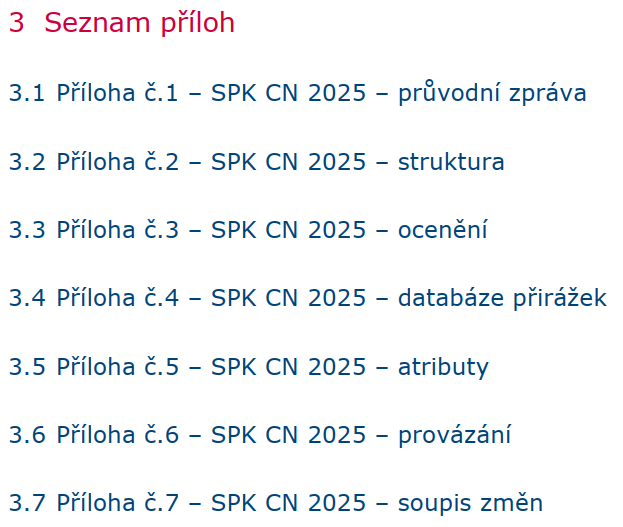 3 Seznam příloh
3.1 Příloha č.1 – SPK CN 2025 – průvodní zpráva
3.2 Příloha č.2 – SPK CN 2025 – struktura
3.3 Příloha č.3 – SPK CN 2025 – ocenění
3.4 Příloha č.4 – SPK CN 2025 – databáze přirážek
3.5 Příloha č.5 – SPK CN 2025 – atributy
3.6 Příloha č.6 – SPK CN 2025 – provázání
3.7 Příloha č.7 – SPK CN 2025 – soupis změn